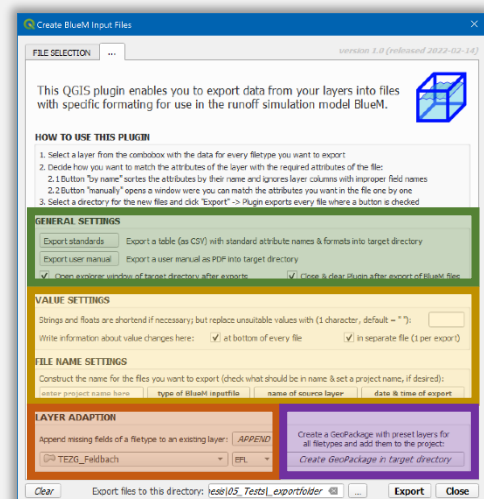 Create BlueM Input Files
FILE SELECTION
...
version 1.0 (released 2022-02-14)
This QGIS plugin enables you to export data from your layers into files
with specific formating for use in the runoff simulation model BlueM.
HOW TO USE THIS PLUGIN
1. Select a layer from the combobox with the data for every filetype you want to export
2. Decide how you want to match the attributes of the layer with the required attributes of the file:
2.1 Button "by name" sortes the attributes by their name and ignores layer columns with improper field names
2.2 Button "manually" opens a window were you can match the attributes you want in the file one by one
3. Select a directory for the new files and click "Export" -> Plugin exports every file where a button is checked
GENERAL SETTINGS
Export standards Export a table (as CSV) with standard attribute names & formats into target directory
Export user manual Export a user manual as PDF into target directory
Open explorer window of target directory after exports Close & clear Plugin after export of BlueM files
VALUE SETTINGS
Strings and floats are shortend if necessary; but replace unsuitable values with (1 character, default = " "):
Write information about value changes here: at bottom of every file in separate file (1 per export)
FILE NAME SETTINGS
Construct the name for the files you want to export (check what should be in name & set a project name, if desired):
enter project name here type of BlueM inputfile name of source layer date & time of export
LAYER ADAPTION
Append missing fields of a filetype to an existing layer: APPEND
TEZG_Feldbach EFL
Create a GeoPackage with preset layers for
all filetypes and add them to the project:
Create GeoPackage in target directory
Clear Export files to this directory: \05_Tests\_exportfolder ... Export Close